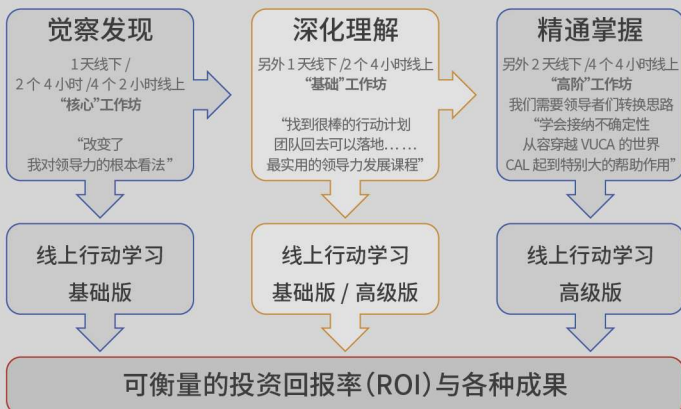 觉察发现
1天线下 /
2 个 4 小时 /4 个 2 小时线上
“核心”工作坊
“改变了
我对领导力的根本看法”
深化理解
另外 1 天线下 /2 个 4 小时线上
“基础”工作坊
“找到很棒的行动计划
团队回去可以落地……
最实用的领导力发展课程”
精通掌握
另外 2 天线下 /4 个 4 小时线上
“高阶”工作坊
我们需要领导者们转换思路
“学会接纳不确定性
从容穿越 VUCA 的世界
CAL 起到特别大的帮助作用”
线上行动学习
基础版
线上行动学习
基础版 / 高级版
线上行动学习
高级版
可衡量的投资回报率(ROI)与各种成果